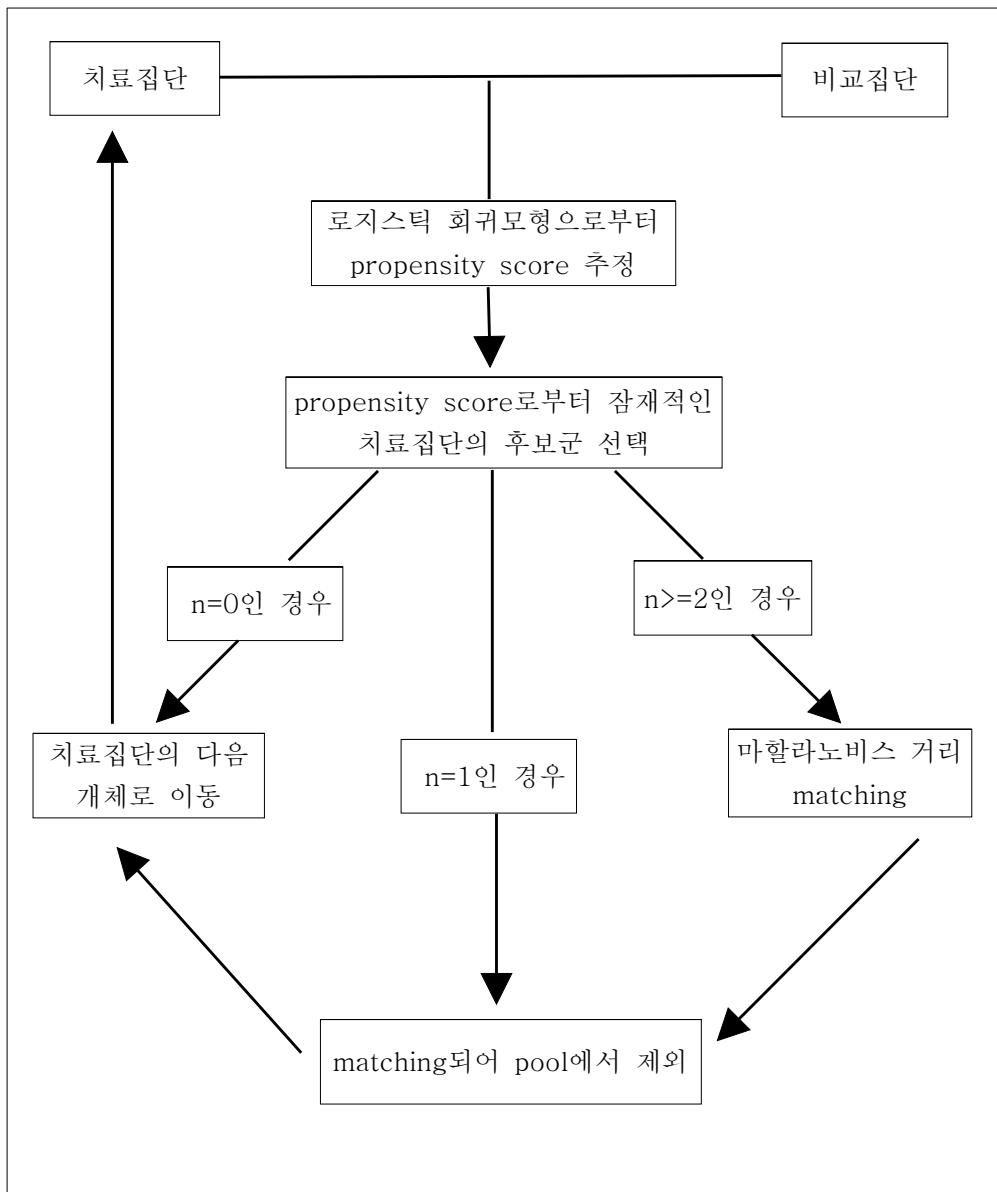 치료집단
비교집단
로지스틱 회귀모형으로부터
propensity score 추정
propensity score로부터 잠재적인
치료집단의 후보군 선택
n=0인 경우
n>=2인 경우
n=1인 경우
치료집단의 다음
개체로 이동
마할라노비스 거리
matching
matching되어 pool에서 제외